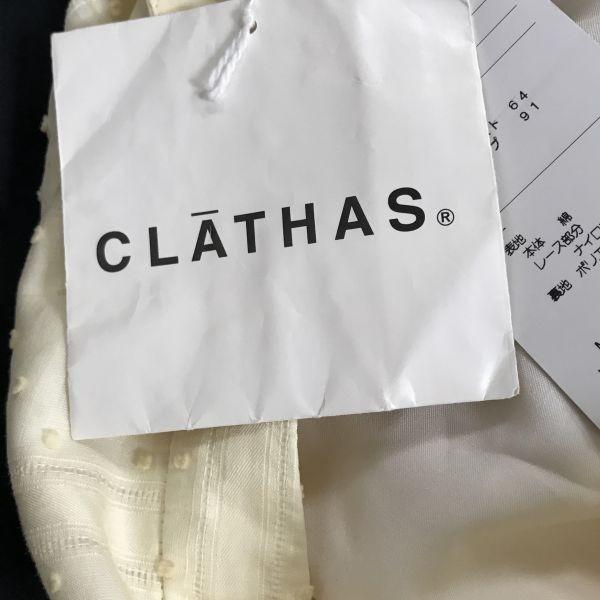 CLĀTHAS®
64
91
表地 本体 綿
レース部分 ナイロ
裏地 ポリ